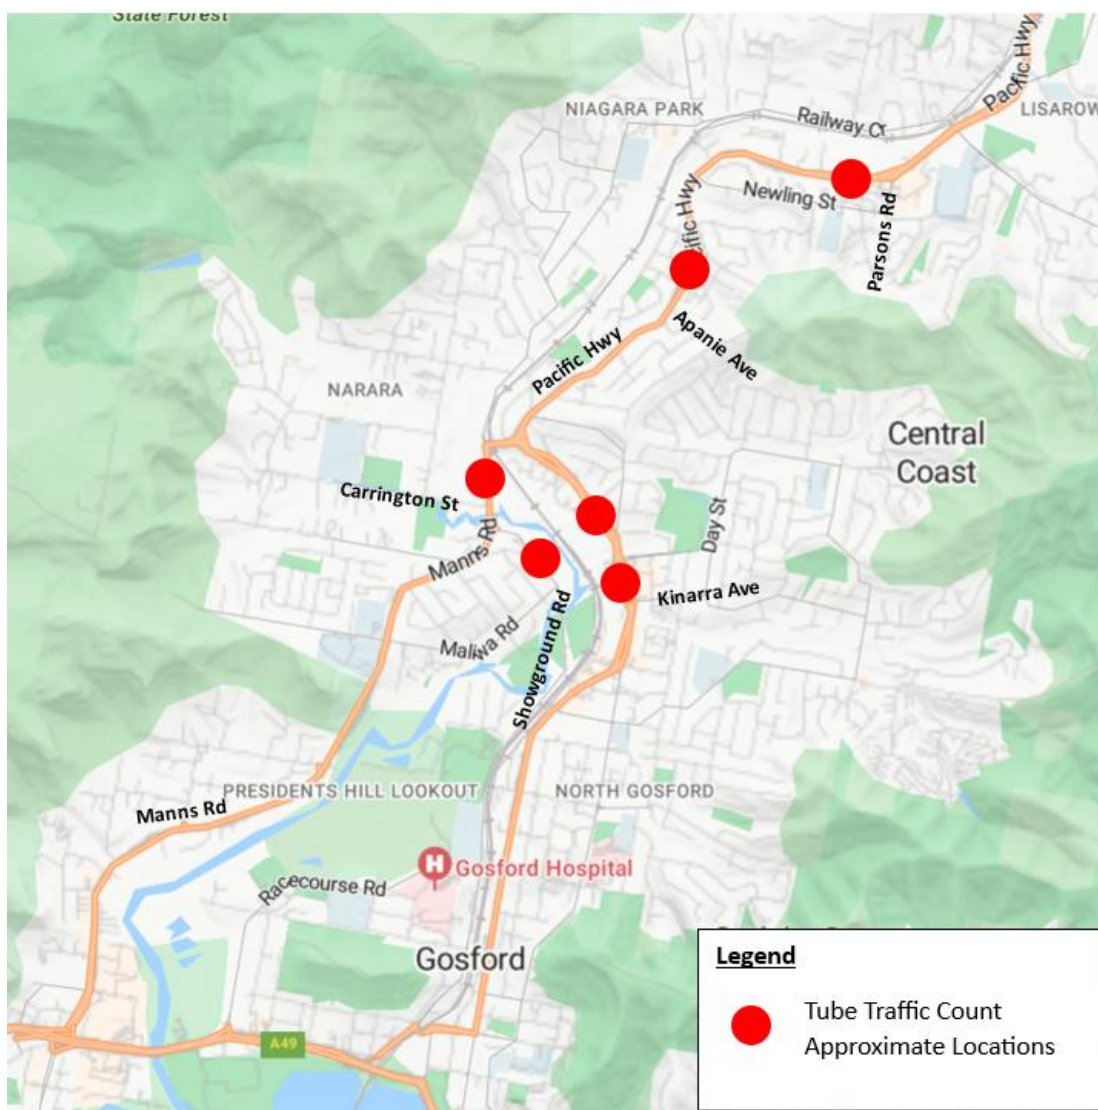 State Forest
Pacific Hwy
NIAGARA PARK
Railway Cr
LISAROW
Newling St
Parsons Rd
Apanie Ave
Pacific Hwy
NARARA
Central
Coast
Carrington St
Day St
Manns Rd
Kinarra Ave
Maliwa Rd
Showground Rd
PRESIDENTS HILL LOOKOUT
NORTH GOSFORD
Manns Rd
H
Gosford Hospital
Racecourse Rd
Gosford
A49
Legend
Tube Traffic Count
Approximate Locations